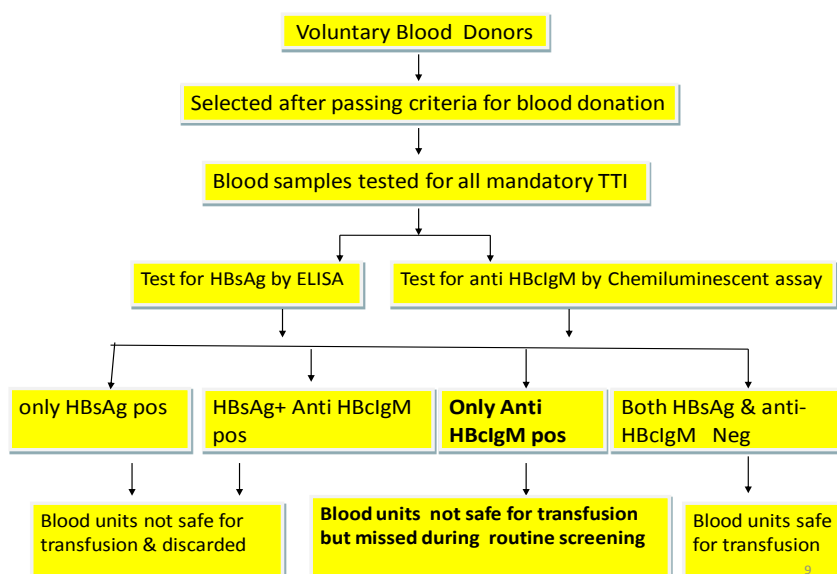 Voluntary Blood Donors
Selected after passing criteria for blood donation
Blood samples tested for all mandatory TTI
Test for HBsAg by ELISA
Test for anti HBcIgM by Chemiluminescent assay
only HBsAg pos
HBsAg+ Anti HBcIgM
pos
Only Anti
HBcIgM pos
Both HBsAg & anti-
HBcIgM Neg
Blood units not safe for
transfusion & discarded
Blood units not safe for transfusion
but missed during routine screening
Blood units safe
for transfusion
9